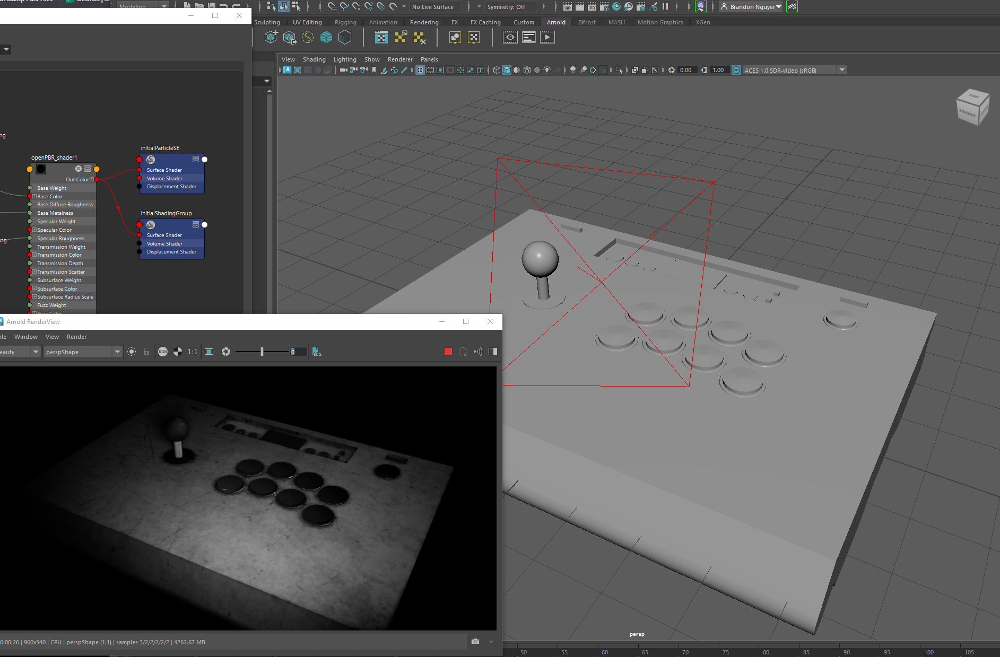 Modeling
No Live Surface
Symmetry: Off
IPR
Brandon Nguyer
Sculpting
UV Editing
Rigging
Animation
Rendering
FX
FX Caching
Custom
Arnold
Bifrost
MASH
Motion Graphics
XGen
View
Shading
Lighting
Show
Renderer
Panels
0.00
1.00
ON
ACES 1.0 SDR-video (sRGB)
TOP
FRONT
ng
openPBR_shader1
Out Color
Base Weight
Base Color
Base Diffuse Roughness
Base Metalness
Specular Weight
Specular Color
Specular Roughness
Transmission Weight
Transmission Color
Transmission Depth
Transmission Scatter
Subsurface Weight
Subsurface Color
Subsurface Radius Scale
Fuzz Weight
Fuzz Color
initialParticleSE
Surface Shader
Volume Shader
Displacement Shader
initialShadingGroup
Surface Shader
Volume Shader
Displacement Shader
ng
Arnold RenderView
ile
Window
View
Render
eauty
perspShape
RGB
1:1
0
LOG
0:00:26 | 960x540 | CPU | perspShape (1:1) | samples 3/2/2/2/2/2 | 4262.67 MB
persp
50
55
60
65
70
75
80
85
90
95
100
105